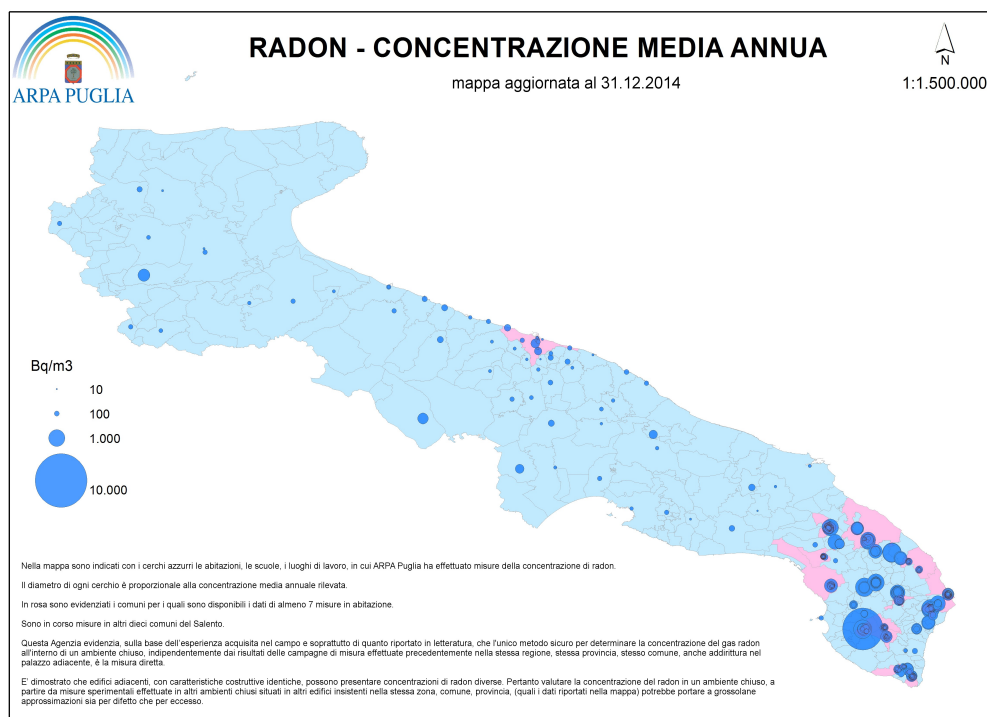 RADON - CONCENTRAZIONE MEDIA ANNUA
mappa aggiornata al 31.12.2014
N
1:1.500.000
ARPA PUGLIA
Bq/m3
10
100
1.000
10.000
Nella mappa sono indicati con i cerchi azzurri le abitazioni, le scuole, i luoghi di lavoro, in cui ARPA Puglia ha effettuato misure della concentrazione di radon.
Il diametro di ogni cerchio è proporzionale alla concentrazione media annuale rilevata.
In rosa sono evidenziati i comuni per i quali sono disponibili i dati di almeno 7 misure in abitazione.
Sono in corso misure in altri dieci comuni del Salento.
Questa Agenzia evidenzia, sulla base dell'esperienza acquisita nel campo e soprattutto di quanto riportato in letteratura, che l'unico metodo sicuro per determinare la concentrazione del gas radon
all'interno di un ambiente chiuso, indipendentemente dai risultati delle campagne di misura effettuate precedentemente nella stessa regione, stessa provincia, stesso comune, anche addirittura nel
palazzo adiacente, è la misura diretta.
E' dimostrato che edifici adiacenti, con caratteristiche costruttive identiche, possono presentare concentrazioni di radon diverse. Pertanto valutare la concentrazione del radon in un ambiente chiuso, a
partire da misure sperimentali effettuate in altri ambienti chiusi situati in altri edifici insistenti nella stessa zona, comune, provincia, (quali i dati riportati nella mappa) potrebbe portare a grossolane
approssimazioni sia per difetto che per eccesso.